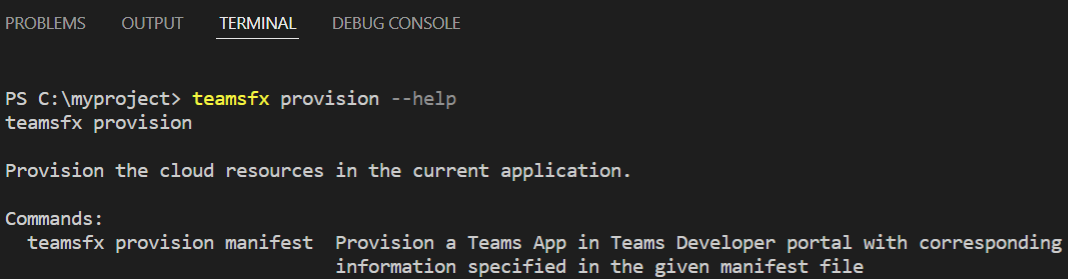 PROBLEMS OUTPUT TERMINAL DEBUG CONSOLE
PS C:\myproject> teamsfx provision --help
teamsfx provision
Provision the cloud resources in the current application.
Commands:
teamsfx provision manifest Provision a Teams App in Teams Developer portal with corresponding
information specified in the given manifest file